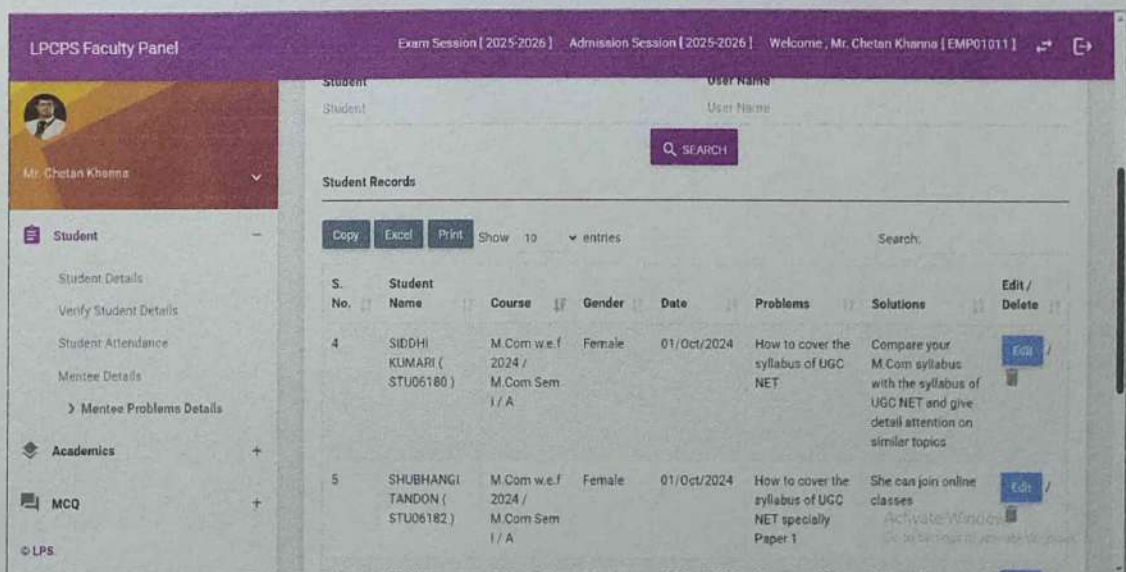 LPCPS Faculty Panel
Exam Session [ 2025-2026 ] Admission Session [ 2025-2026 ] Welcome , Mr. Chetan Khanna [ EMP01011 ]
Student User Name
Student User Name
SEARCH
Mr. Chetan Khanna
Student Records
Student
Copy Excel Print Show 10 entries Search:
Student Details
Verify Student Details
Student Attendance
Mentee Details
Mentee Problems Details
Academics
MCQ
© LPS.
S. Student Edit /
No. Name Course Gender Date Problems Solutions Delete
4 SIDDHI M.Com w.e.f Female 01/Oct/2024 How to cover the Compare your Edit /
KUMARI ( 2024 / syllabus of UGC M.Com syllabus
STU06180 ) M.Com Sem NET with the syllabus of
I / A UGC NET and give
detail attention on
similar topics
5 SHUBHANGI M.Com w.e.f Female 01/Oct/2024 How to cover the She can join online Edit /
TANDON ( 2024 / syllabus of UGC classes
STU06182 ) M.Com Sem NET specially Activate Windows
I / A Paper 1